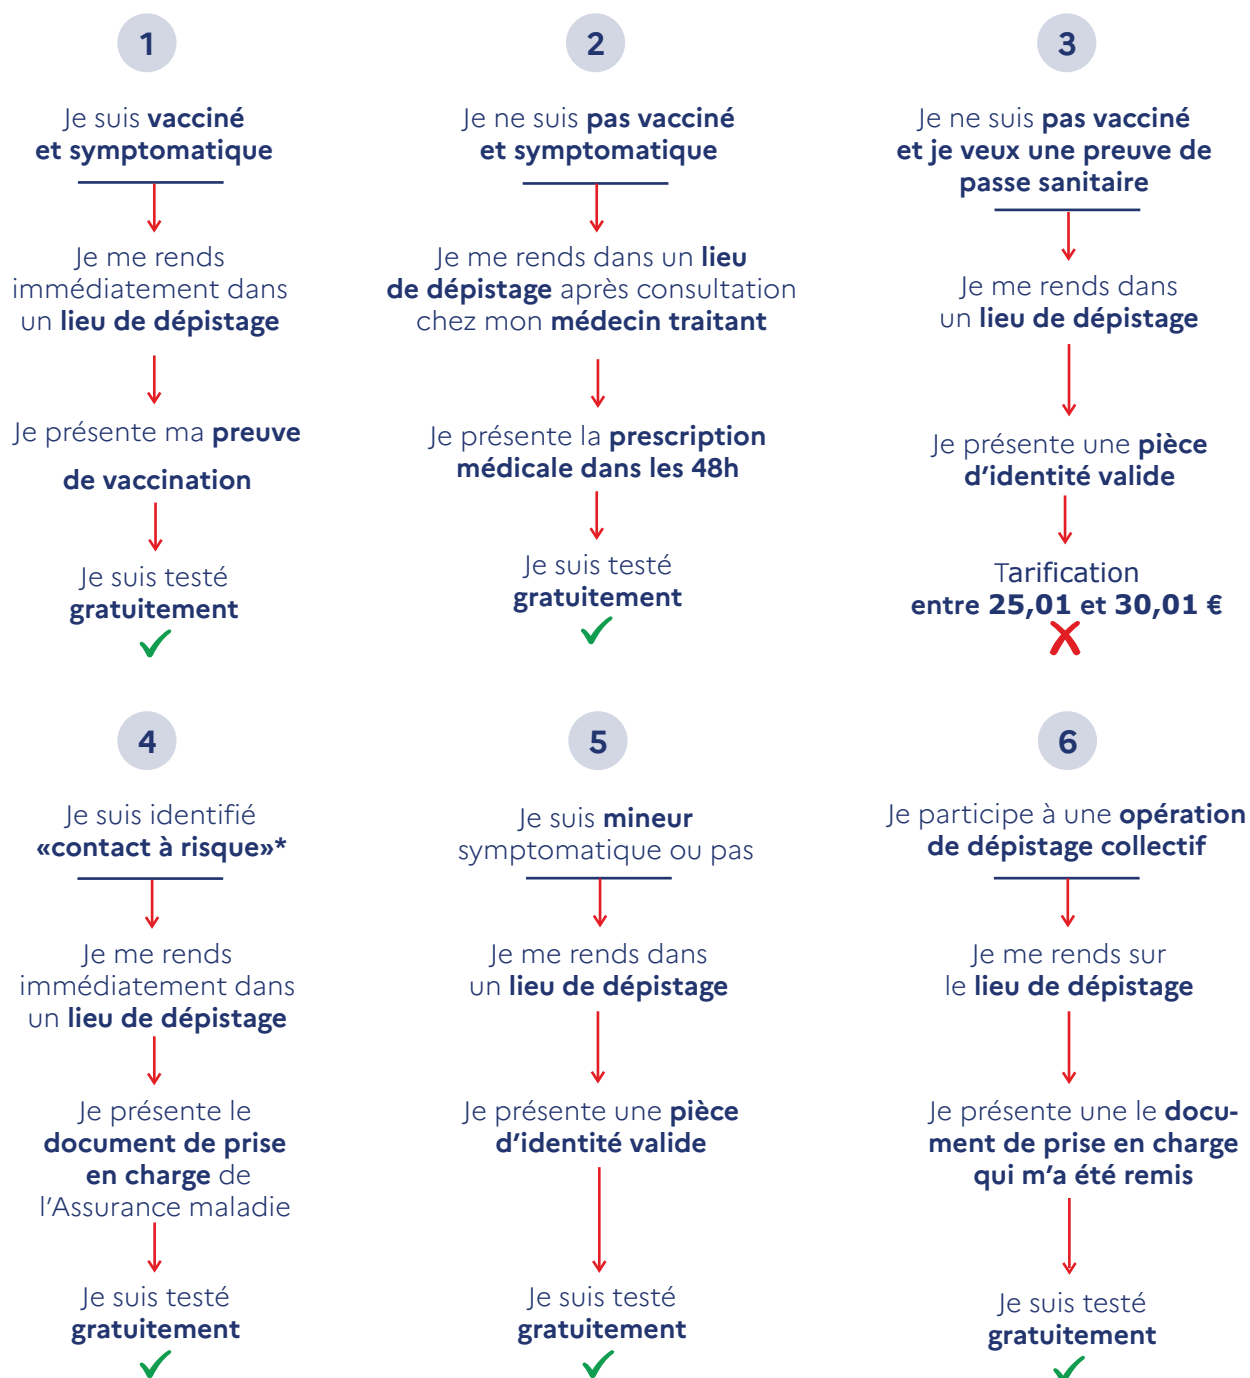 1
Je suis vacciné
et symptomatique
Je me rends
immédiatement dans
un lieu de dépistage
Je présente ma preuve
de vaccination
Je suis testé
gratuitement
2
Je ne suis pas vacciné
et symptomatique
Je me rends dans un lieu
de dépistage après consultation
chez mon médecin traitant
Je présente la prescription
médicale dans les 48h
Je suis testé
gratuitement
3
Je ne suis pas vacciné
et je veux une preuve de
passe sanitaire
Je me rends dans
un lieu de dépistage
Je présente une pièce
d'identité valide
Tarification
entre 25,01 et 30,01 €
4
Je suis identifié
«contact à risque»*
Je me rends
immédiatement dans
un lieu de dépistage
Je présente le
document de prise
en charge de
l'Assurance maladie
Je suis testé
gratuitement
5
Je suis mineur
symptomatique ou pas
Je me rends dans
un lieu de dépistage
Je présente une pièce
d'identité valide
Je suis testé
gratuitement
6
Je participe à une opération
de dépistage collectif
Je me rends sur
le lieu de dépistage
Je présente une le docu-
ment de prise en charge
qui m'a été remis
Je suis testé
gratuitement